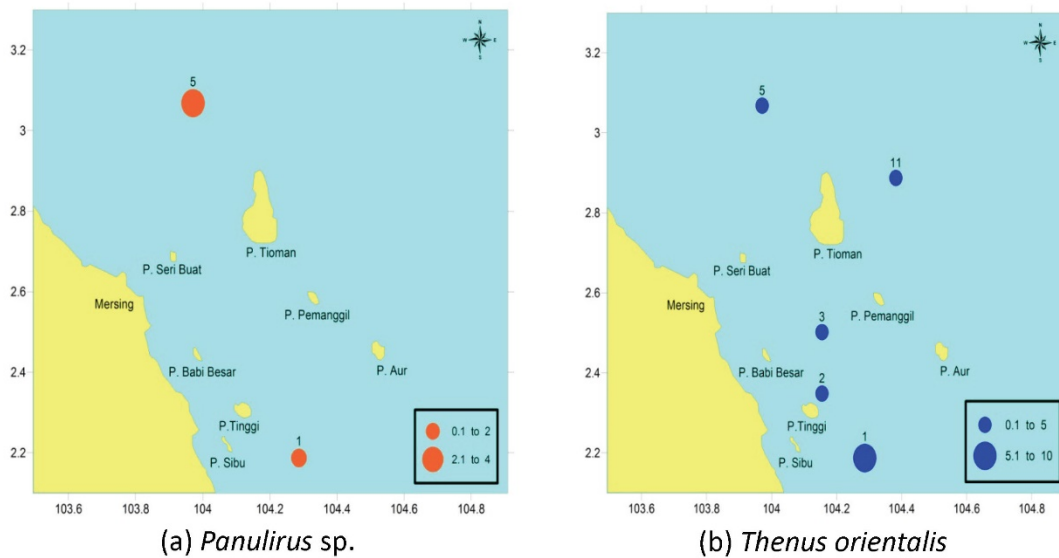 N
W E
S
3.2
5
3
2.8
P. Tioman
P. Seri Buat
2.6
Mersing
P. Pemanggil
2.4
P. Babi Besar
P. Aur
P.Tinggi
0.1 to 2
2.2
P. Sibu
1
2.1 to 4
103.6 103.8 104 104.2 104.4 104.6 104.8
(a) Panulirus sp.
N
W E
S
3.2
5
3
11
2.8
P. Tioman
P. Seri Buat
2.6
Mersing
P. Pemanggil
3
2.4
P. Babi Besar
P. Aur
2
P.Tinggi
0.1 to 5
2.2
P. Sibu
1
5.1 to 10
103.6 103.8 104 104.2 104.4 104.6 104.8
(b) Thenus orientalis